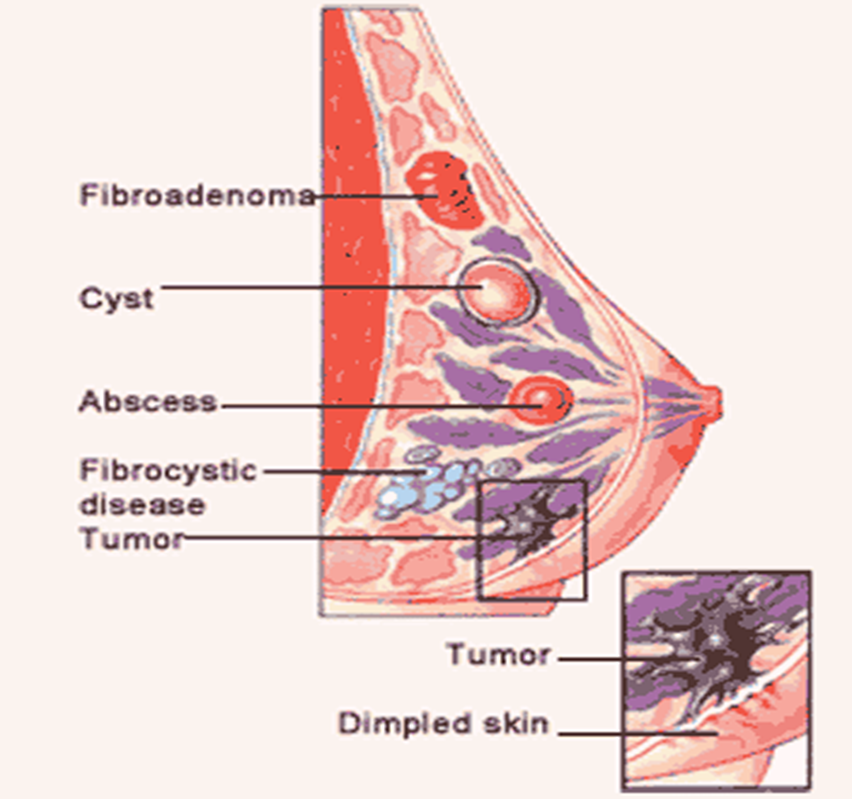 Fibroadenoma
Cyst
Abscess
Fibrocystic
disease
Tumor
Tumor
Dimpled skin